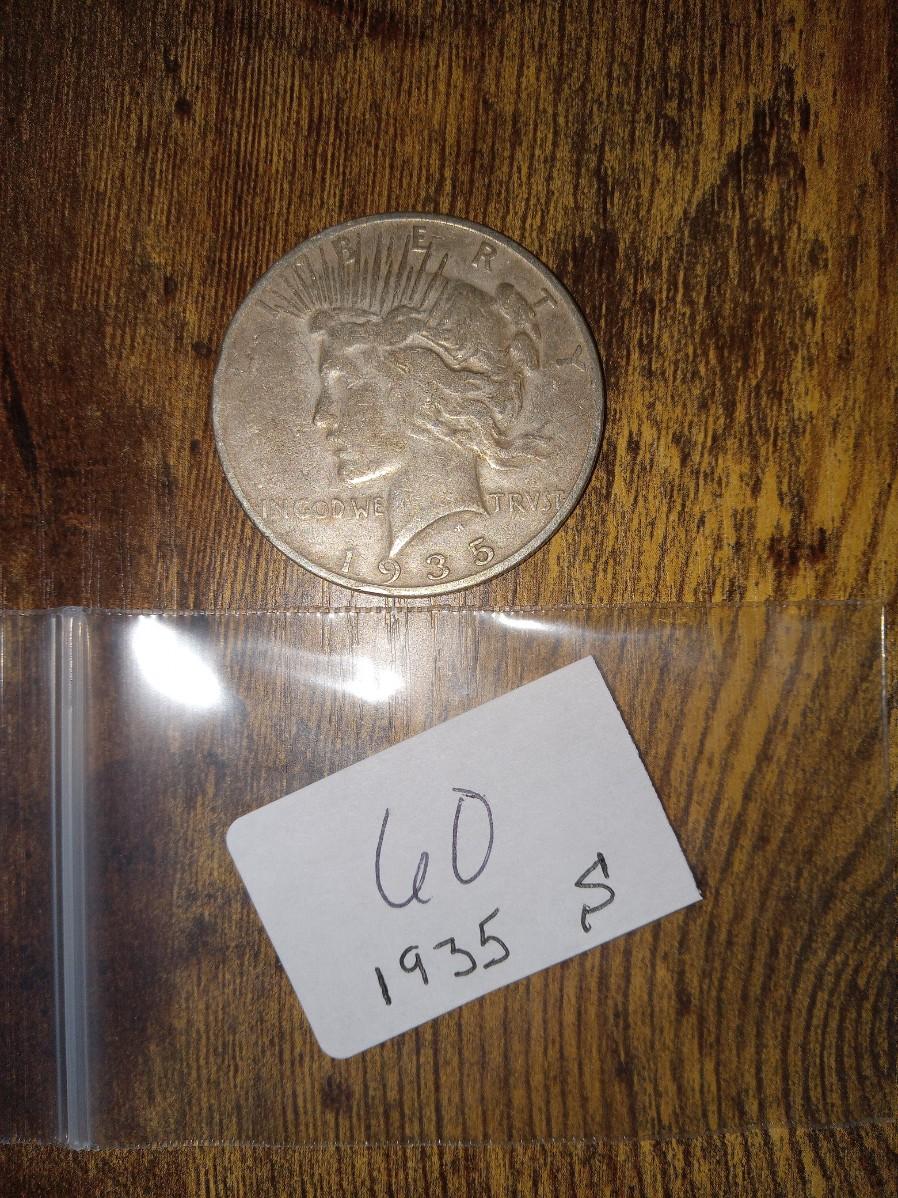 LIBERTY
IN GOD WE TRVST
1935
60
1935 S